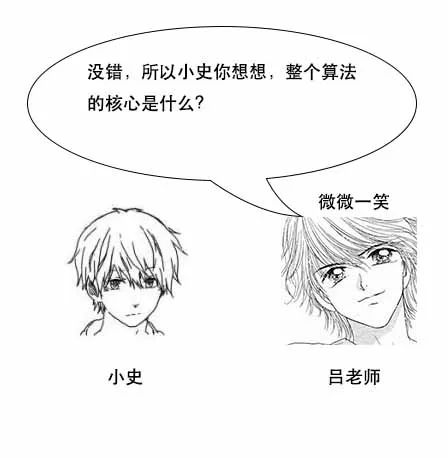 没错，所以小史你想想，整个算法
的核心是什么？
微微一笑
小史
吕老师